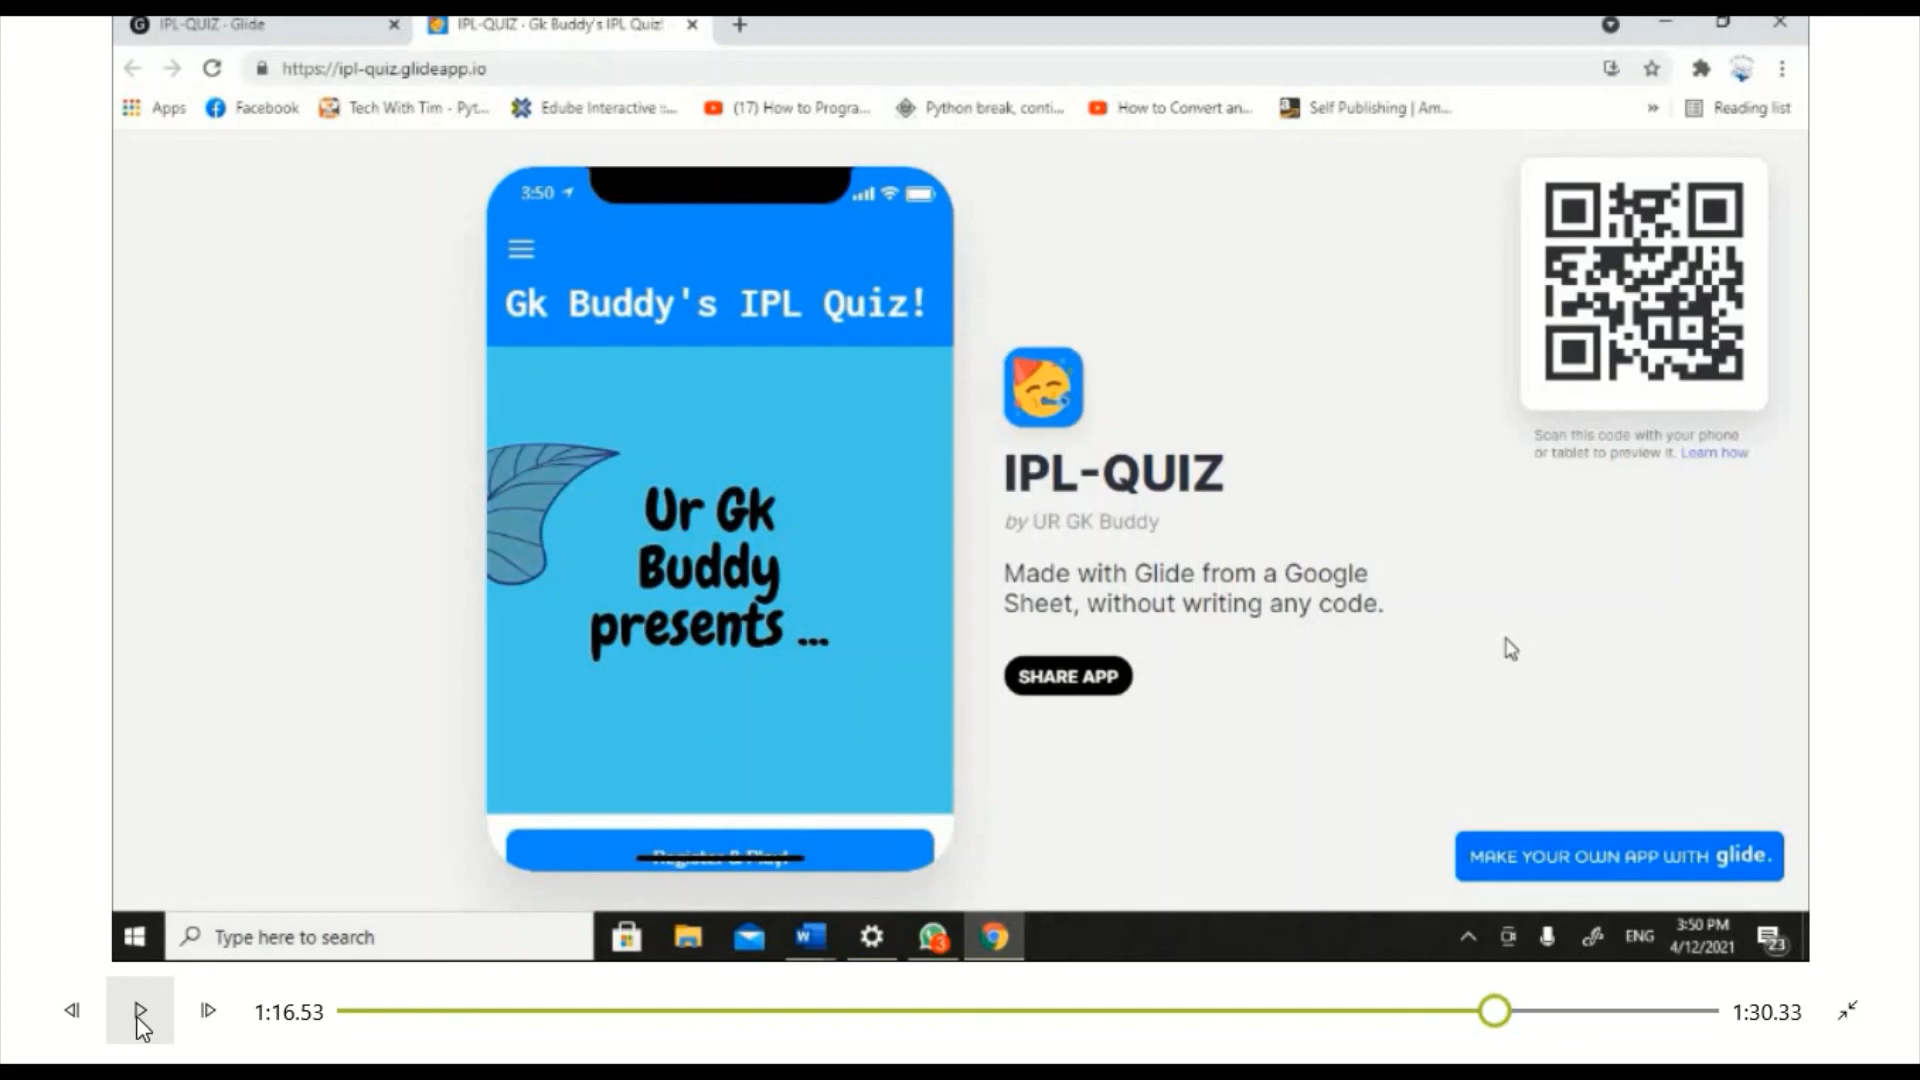 IPL-QUIZ - Glide
IPL-QUIZ · Gk Buddy's IPL Quiz!
https://ipl-quiz.glideapp.io
Apps
Facebook
Tech With Tim - Pyt...
Edube Interactive ::...
(17) How to Progra...
Python break, conti...
How to Convert an...
Self Publishing | Am...
»
Reading list
3:50
Gk Buddy's IPL Quiz!
Ur Gk
Buddy
presents ...
Register & Play!
IPL-QUIZ
by UR GK Buddy
Made with Glide from a Google
Sheet, without writing any code.
SHARE APP
Scan this code with your phone
or tablet to preview it. Learn how
MAKE YOUR OWN APP WITH glide.
Type here to search
W
3
ENG
3:50 PM
4/12/2021
23
1:16.53
1:30.33